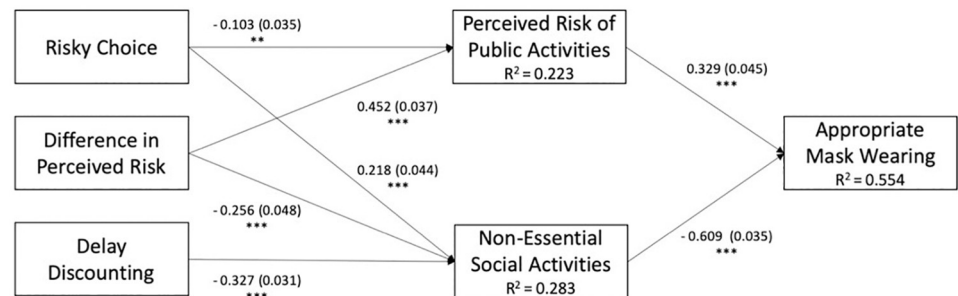 Risky Choice
- 0.103 (0.035)
**
Perceived Risk of
Public Activities
R² = 0.223
0.329 (0.045)
***
0.452 (0.037)
***
Difference in
Perceived Risk
Appropriate
Mask Wearing
R² = 0.554
0.218 (0.044)
***
- 0.256 (0.048)
***
Delay
Discounting
- 0.327 (0.031)
***
Non-Essential
Social Activities
R² = 0.283
- 0.609 (0.035)
***